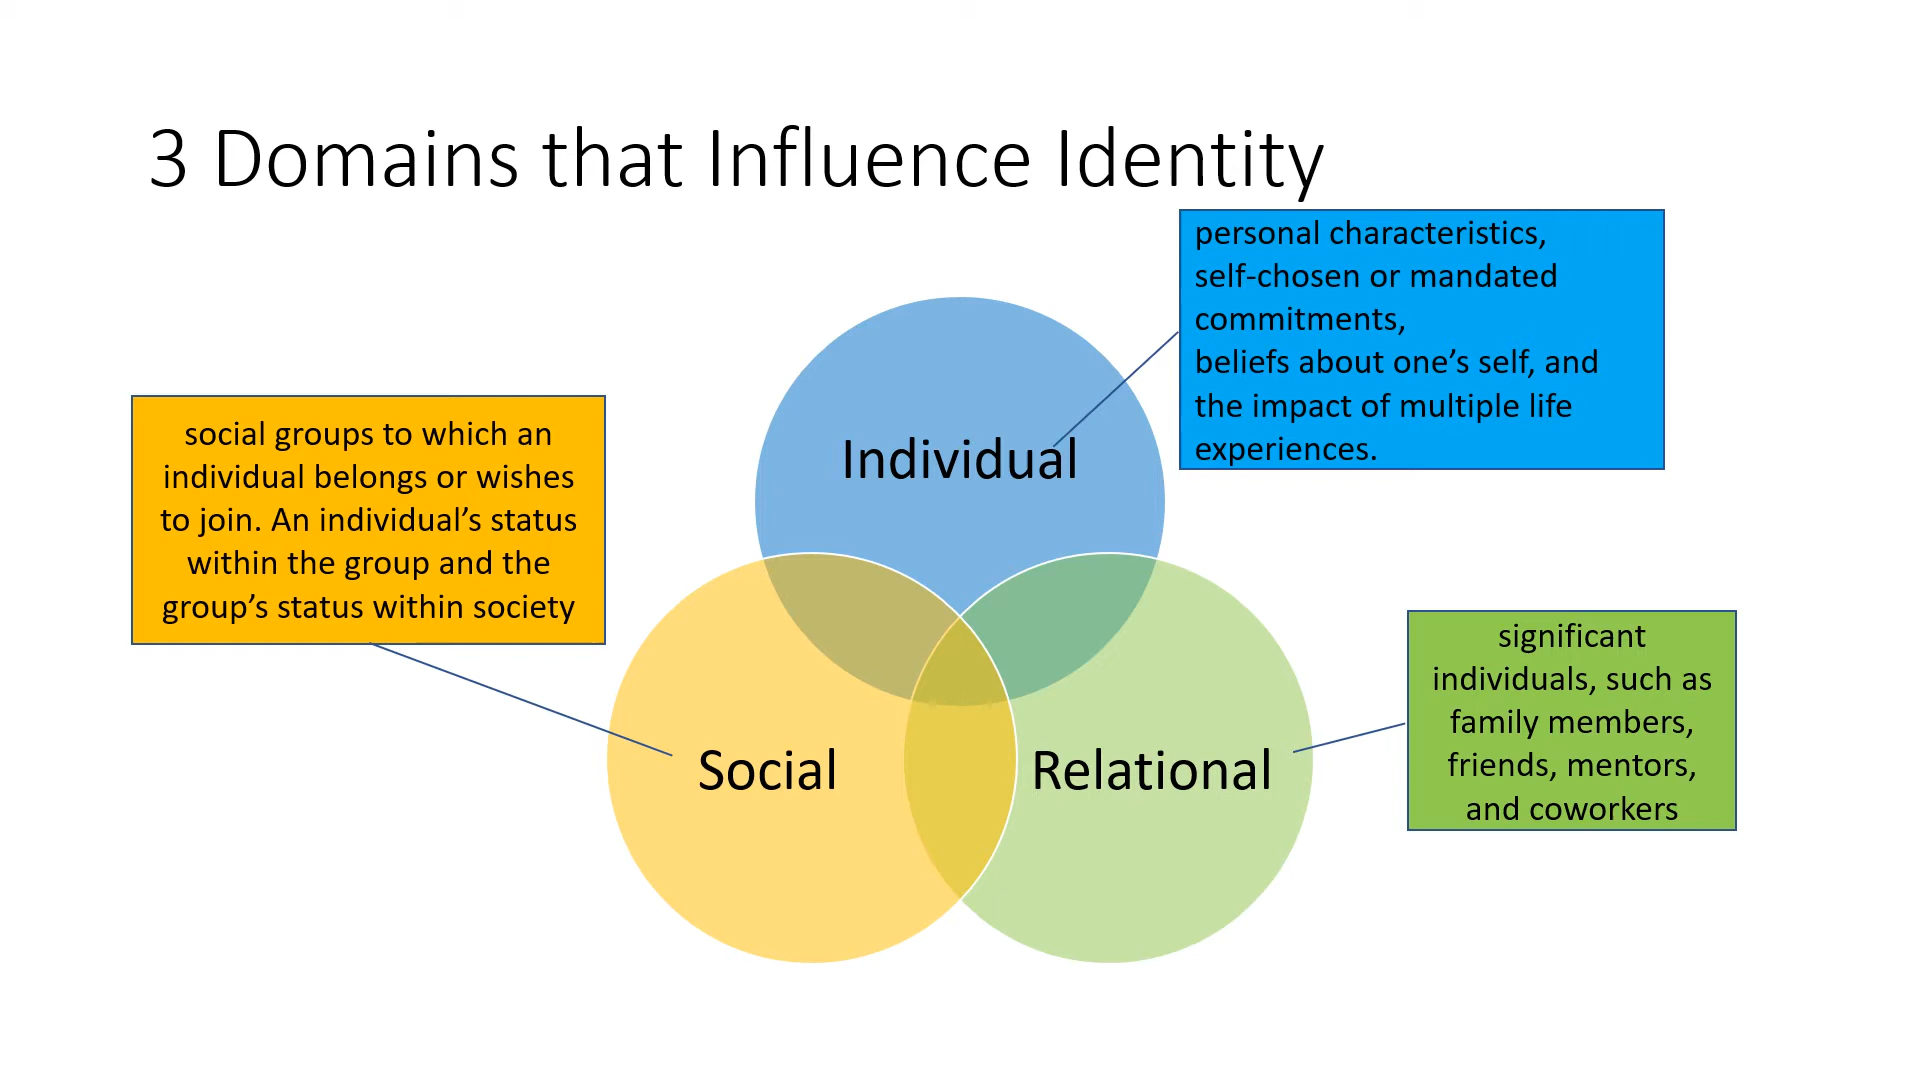 3 Domains that Influence Identity
personal characteristics,
self-chosen or mandated
commitments,
beliefs about one’s self, and
the impact of multiple life
experiences.
Individual
social groups to which an
individual belongs or wishes
to join. An individual’s status
within the group and the
group’s status within society
Social
Relational
significant
individuals, such as
family members,
friends, mentors,
and coworkers